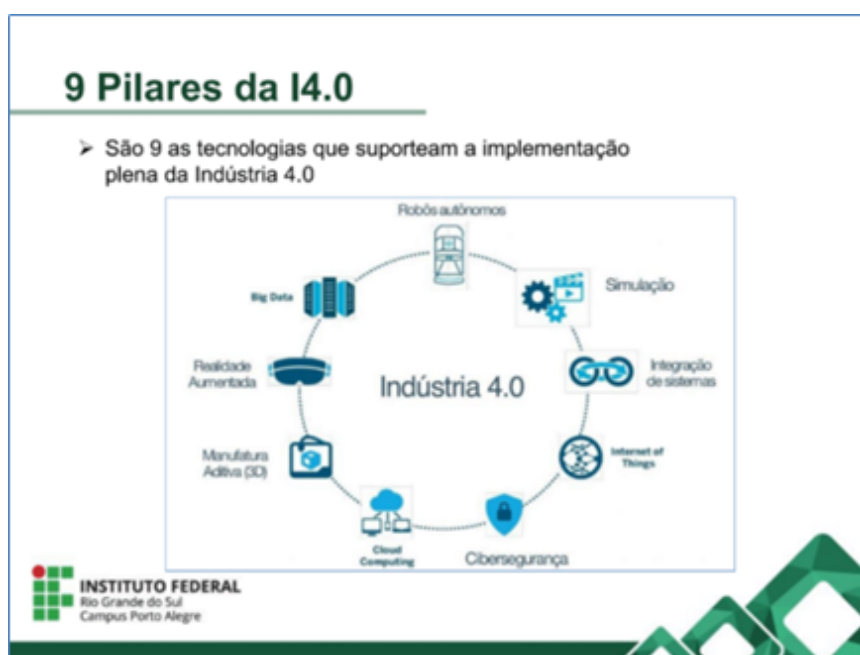 9 Pilares da I4.0
➢ São 9 as tecnologias que suporteam a implementação
plena da Indústria 4.0
Robôs autônomos
Simulação
Integração
de sistemas
Internet of
Things
Cibersegurança
Cloud
Computing
Manufatura
Aditiva (3D)
Realidade
Aumentada
Big Data
Indústria 4.0
INSTITUTO FEDERAL
Rio Grande do Sul
Campus Porto Alegre